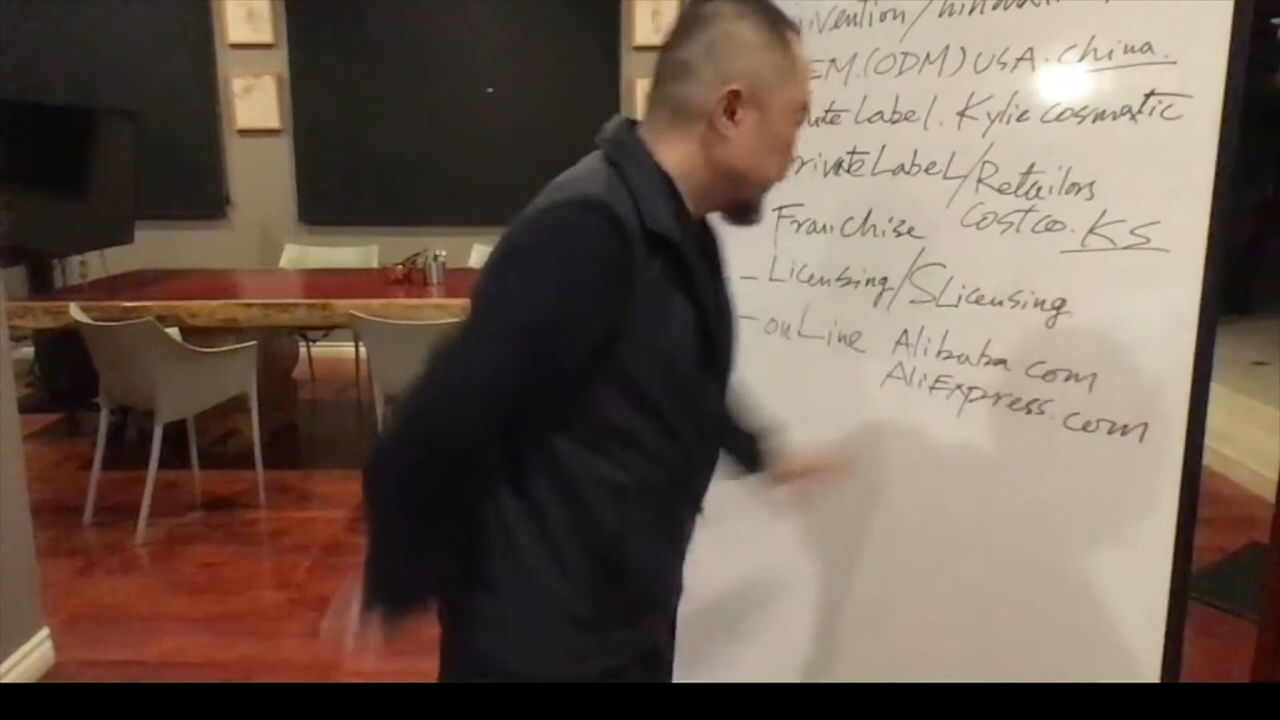 EM.(ODM) USA. China.
Label. Kylie cosmatic
rivate Label/Retailors
Franchise Costco. KS
- Licensing/SLicensing
- onLine Alibaba com
AliExpress.com